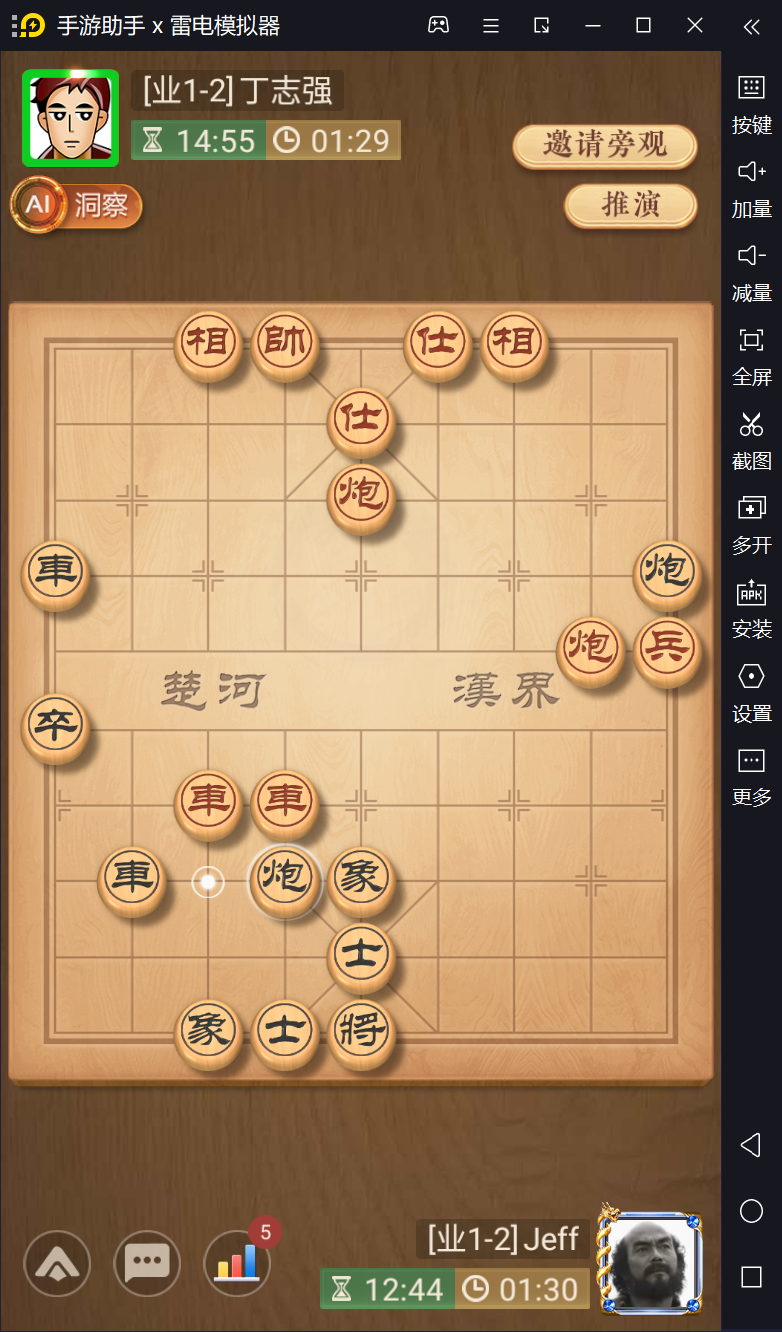 手游助手 x 雷电模拟器
[业1-2]丁志强
14:55 01:29
邀请旁观
AI 洞察
推演
祖 帥 仕 相
仕
炮
車 炮
炮 兵
楚河 漢界
卒
車 車
車 炮 象
士
象 士 將
5
[业1-2]Jeff
12:44 01:30
按键
加量
减量
全屏
截图
多开
APK
安装
设置
更多